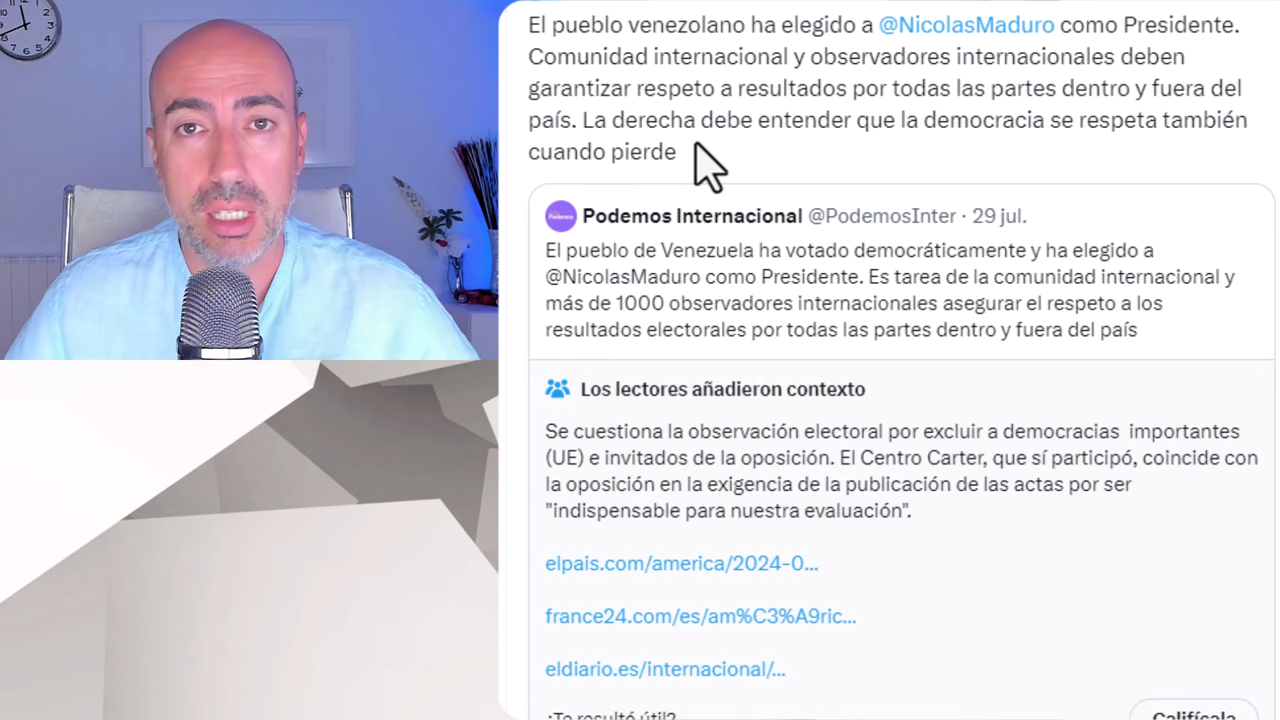 El pueblo venezolano ha elegido a @NicolasMaduro como Presidente.
Comunidad internacional y observadores internacionales deben
garantizar respeto a resultados por todas las partes dentro y fuera del
país. La derecha debe entender que la democracia se respeta también
cuando pierde
Podemos Internacional @PodemosInter · 29 jul.
El pueblo de Venezuela ha votado democráticamente y ha elegido a
@NicolasMaduro como Presidente. Es tarea de la comunidad internacional y
más de 1000 observadores internacionales asegurar el respeto a los
resultados electorales por todas las partes dentro y fuera del país
Los lectores añadieron contexto
Se cuestiona la observación electoral por excluir a democracias importantes
(UE) e invitados de la oposición. El Centro Carter, que sí participó, coincide con
la oposición en la exigencia de la publicación de las actas por ser
"indispensable para nuestra evaluación".
elpais.com/america/2024-0...
france24.com/es/am%C3%A9ric...
eldiario.es/internacional/...
¿Te resultó útil?
Califícala